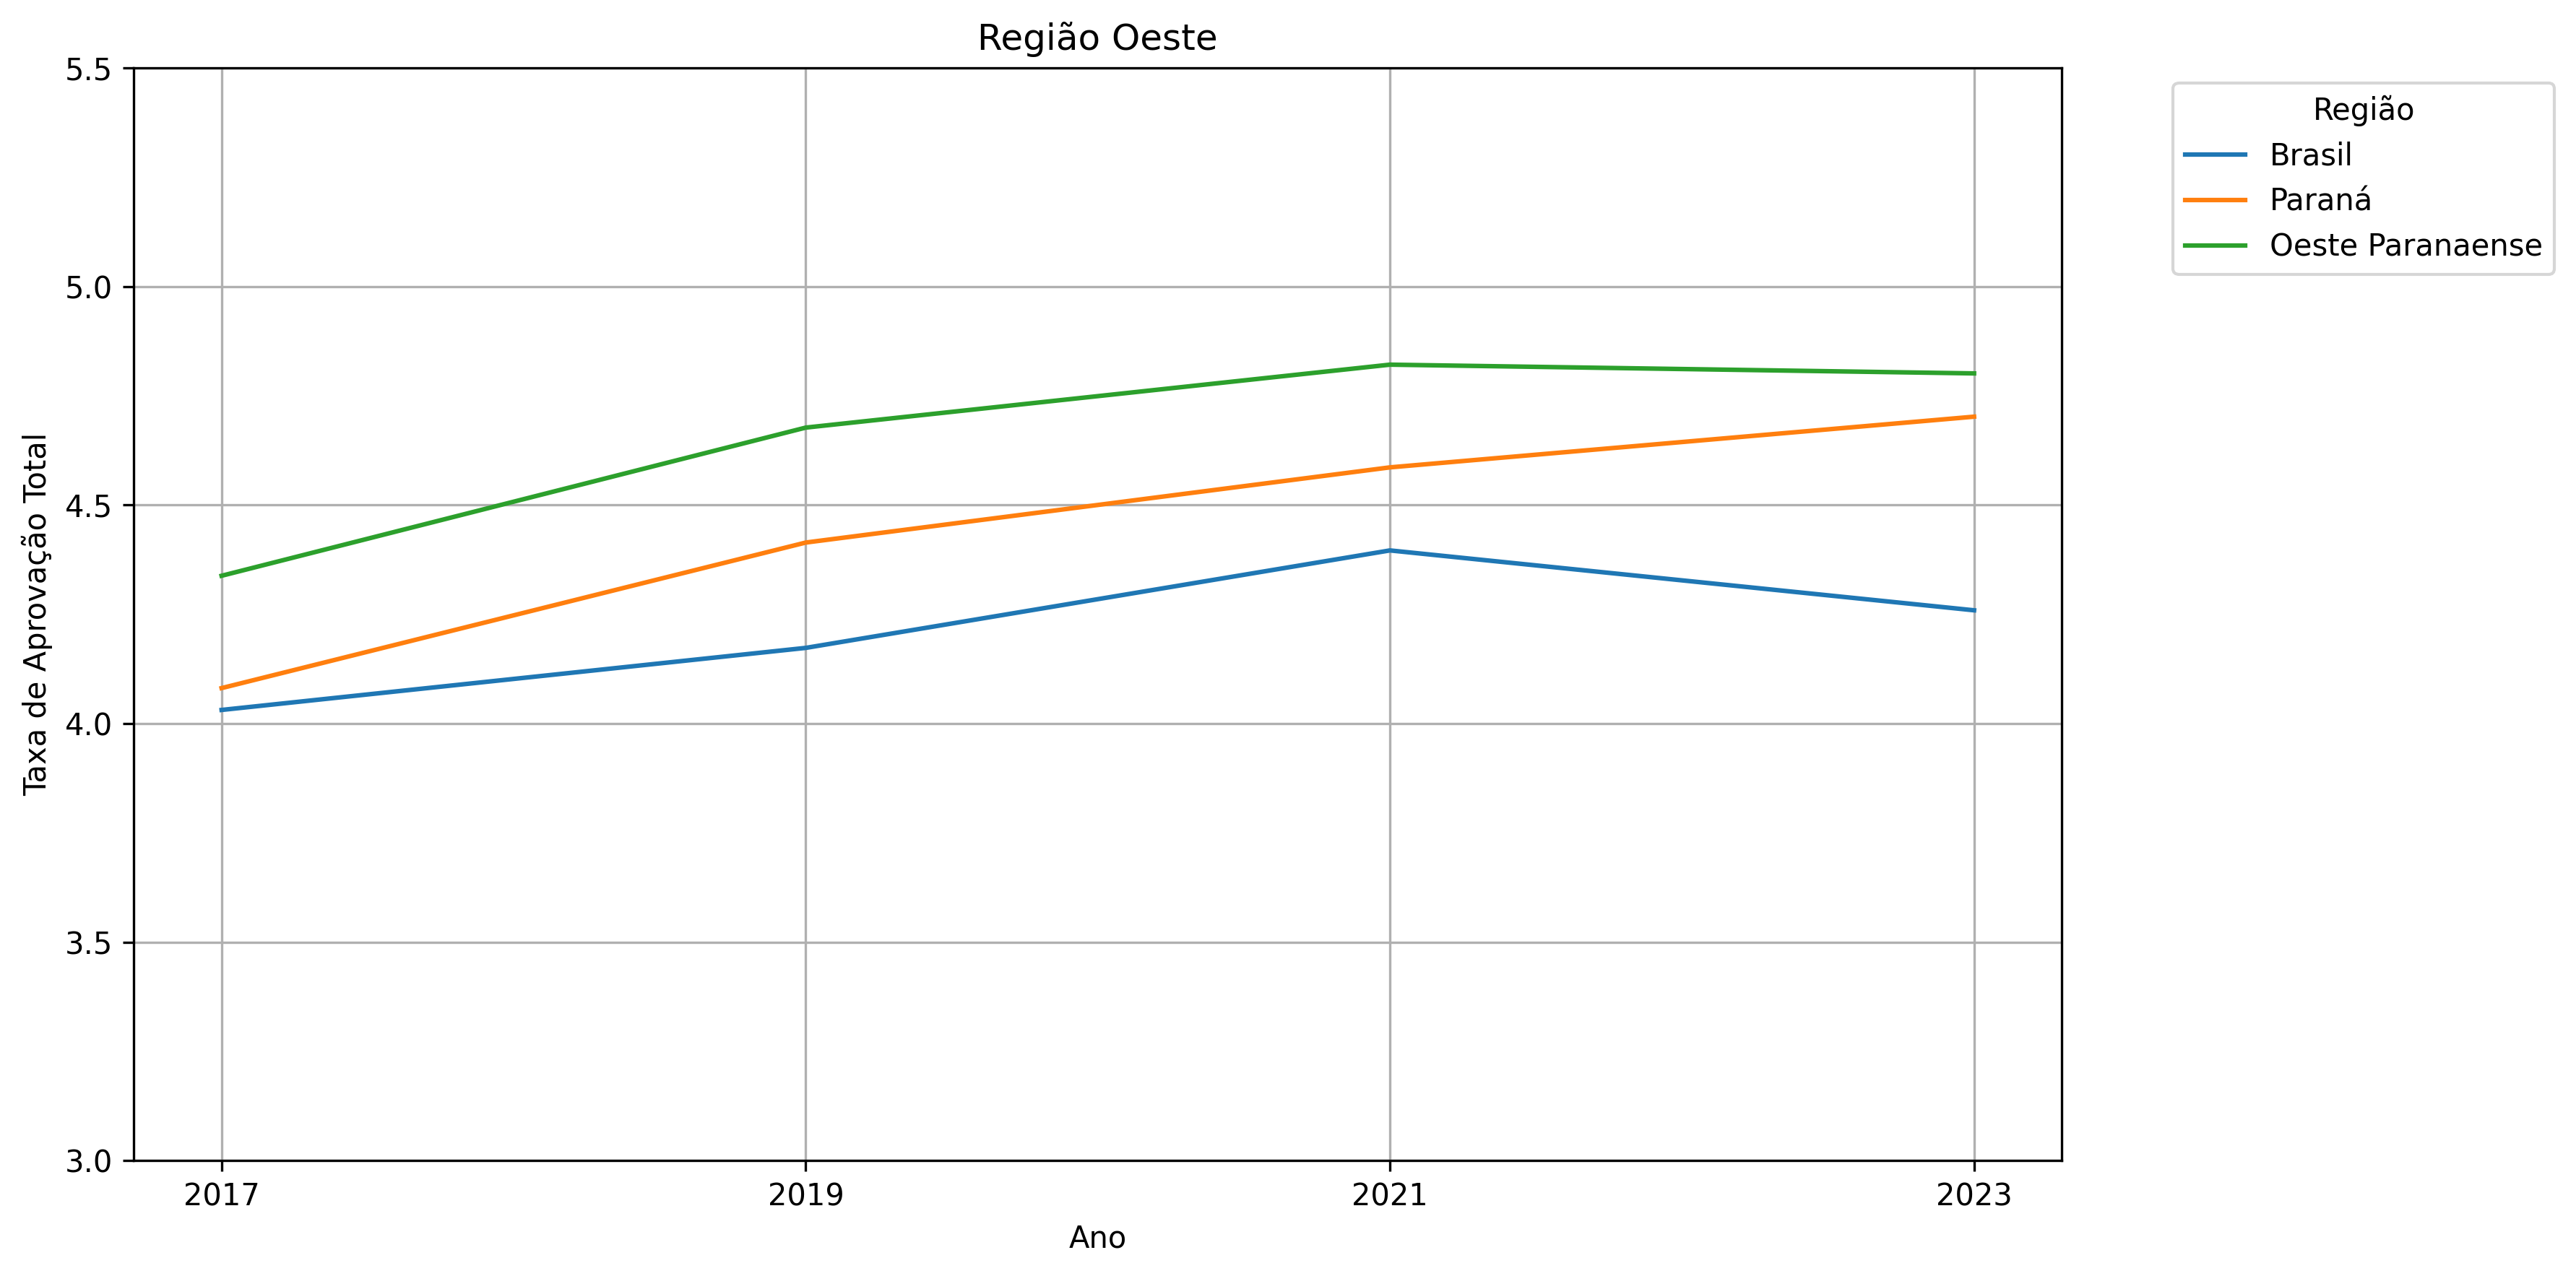 Região Oeste
5.5
5.0
4.5
4.0
3.5
3.0
Taxa de Aprovação Total
2017
2019
2021
2023
Ano
Região
Brasil
Paraná
Oeste Paranaense